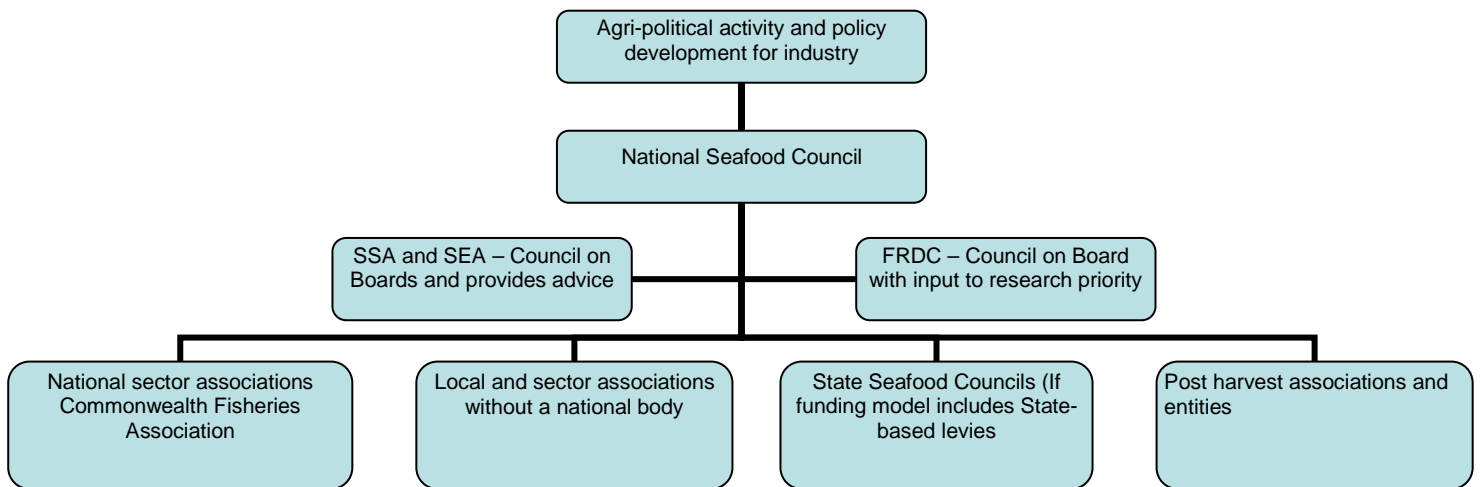 Agri-political activity and policy
development for industry
National Seafood Council
SSA and SEA – Council on
Boards and provides advice
FRDC – Council on Board
with input to research priority
National sector associations
Commonwealth Fisheries
Association
Local and sector associations
without a national body
State Seafood Councils (If
funding model includes State-
based levies
Post harvest associations and
entities